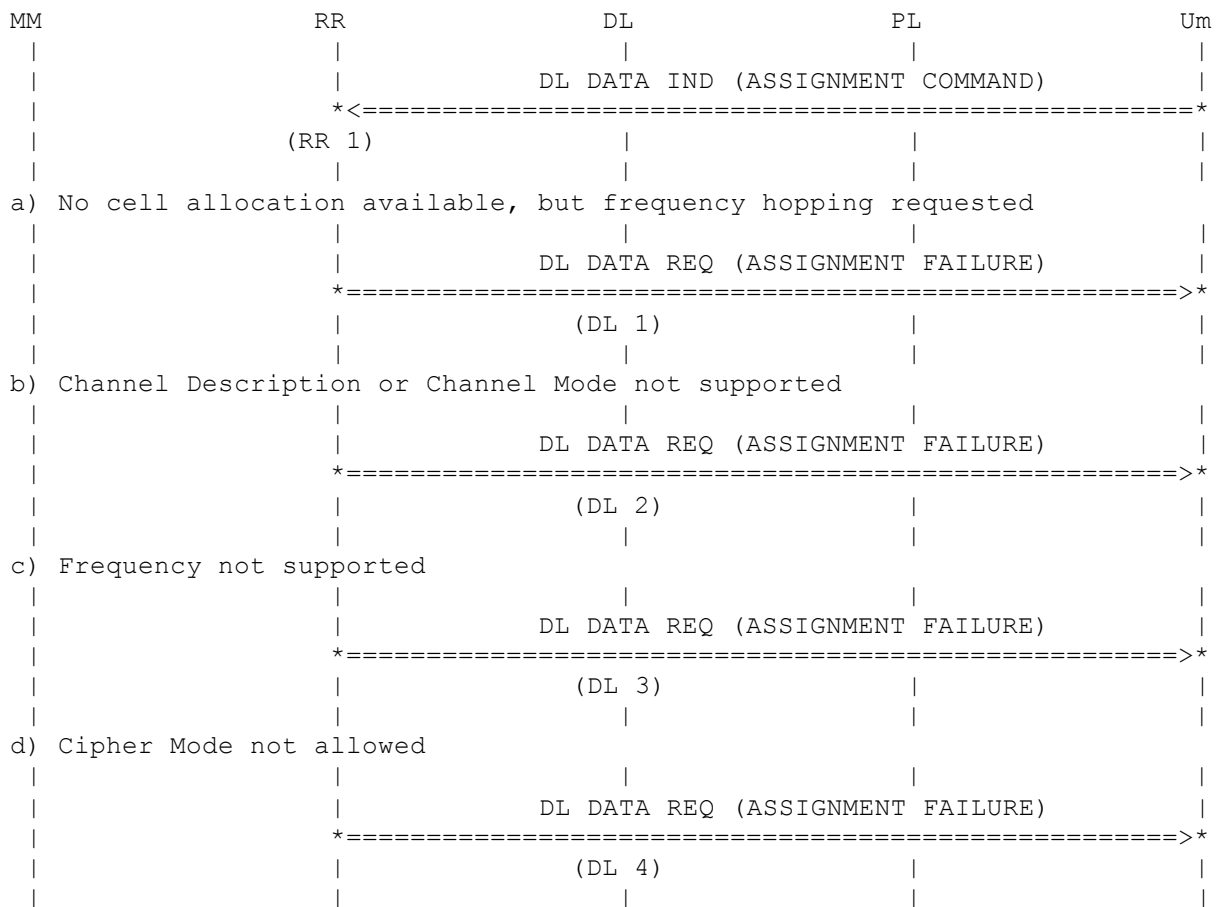 MM RR DL PL Um
DL DATA IND (ASSIGNMENT COMMAND)
*<====================================================*
(RR 1)
a) No cell allocation available, but frequency hopping requested
DL DATA REQ (ASSIGNMENT FAILURE)
*====================================================>*
(DL 1)
b) Channel Description or Channel Mode not supported
DL DATA REQ (ASSIGNMENT FAILURE)
*====================================================>*
(DL 2)
c) Frequency not supported
DL DATA REQ (ASSIGNMENT FAILURE)
*====================================================>*
(DL 3)
d) Cipher Mode not allowed
DL DATA REQ (ASSIGNMENT FAILURE)
*====================================================>*
(DL 4)